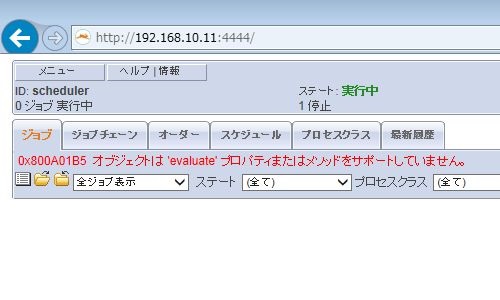 http://192.168.10.11:4444/
メニュー ヘルプ | 情報
ID: scheduler ステート: 実行中
0 ジョブ 実行中 1 停止
ジョブ ジョブチェーン オーダー スケジュール プロセスクラス 最新履歴
0x800A01B5 オブジェクトは 'evaluate' プロパティまたはメソッドをサポートしていません。
全ジョブ表示 ステート (全て) プロセスクラス (全て)